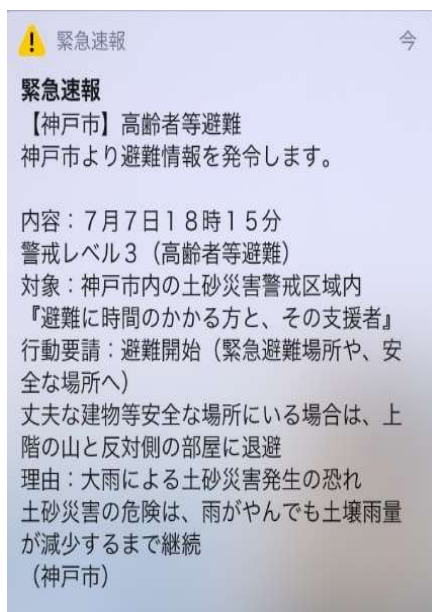 緊急速報 今
緊急速報
【神戸市】高齢者等避難
神戸市より避難情報を発令します。
内容：７月７日１８時１５分
警戒レベル３（高齢者等避難）
対象：神戸市内の土砂災害警戒区域内
『避難に時間のかかる方と、その支援者』
行動要請：避難開始（緊急避難場所や、安
全な場所へ）
丈夫な建物等安全な場所にいる場合は、上
階の山と反対側の部屋に退避
理由：大雨による土砂災害発生の恐れ
土砂災害の危険は、雨がやんでも土壌雨量
が減少するまで継続
（神戸市）